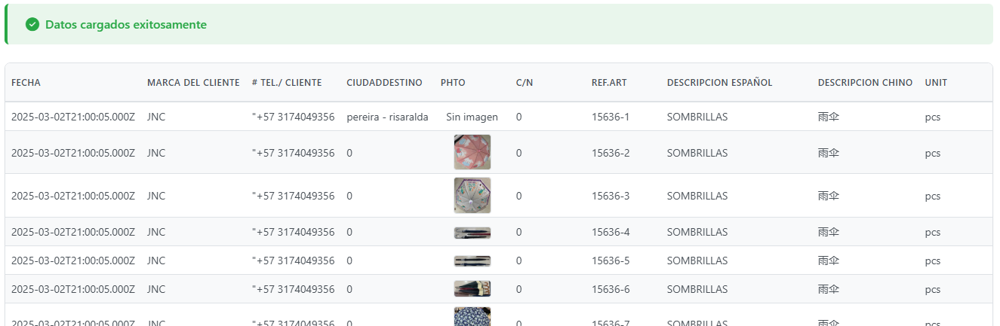 Datos cargados exitosamente
FECHA MARCA DEL CLIENTE # TEL./ CLIENTE CIUDADDESTINO PHTO C/N REF.ART DESCRIPCION ESPAÑOL DESCRIPCION CHINO UNIT
2025-03-02T21:00:05.000Z JNC "+57 3174049356 pereira - risaralda Sin imagen 0 15636-1 SOMBRILLAS 雨伞 pcs
2025-03-02T21:00:05.000Z JNC "+57 3174049356 0 0 15636-2 SOMBRILLAS 雨伞 pcs
2025-03-02T21:00:05.000Z JNC "+57 3174049356 0 0 15636-3 SOMBRILLAS 雨伞 pcs
2025-03-02T21:00:05.000Z JNC "+57 3174049356 0 0 15636-4 SOMBRILLAS 雨伞 pcs
2025-03-02T21:00:05.000Z JNC "+57 3174049356 0 0 15636-5 SOMBRILLAS 雨伞 pcs
2025-03-02T21:00:05.000Z JNC "+57 3174049356 0 0 15636-6 SOMBRILLAS 雨伞 pcs
2025-03-02T21:00:05.000Z JNC "+57 3174049356 0 0 15636-7 SOMBRILLAS 雨伞 pcs